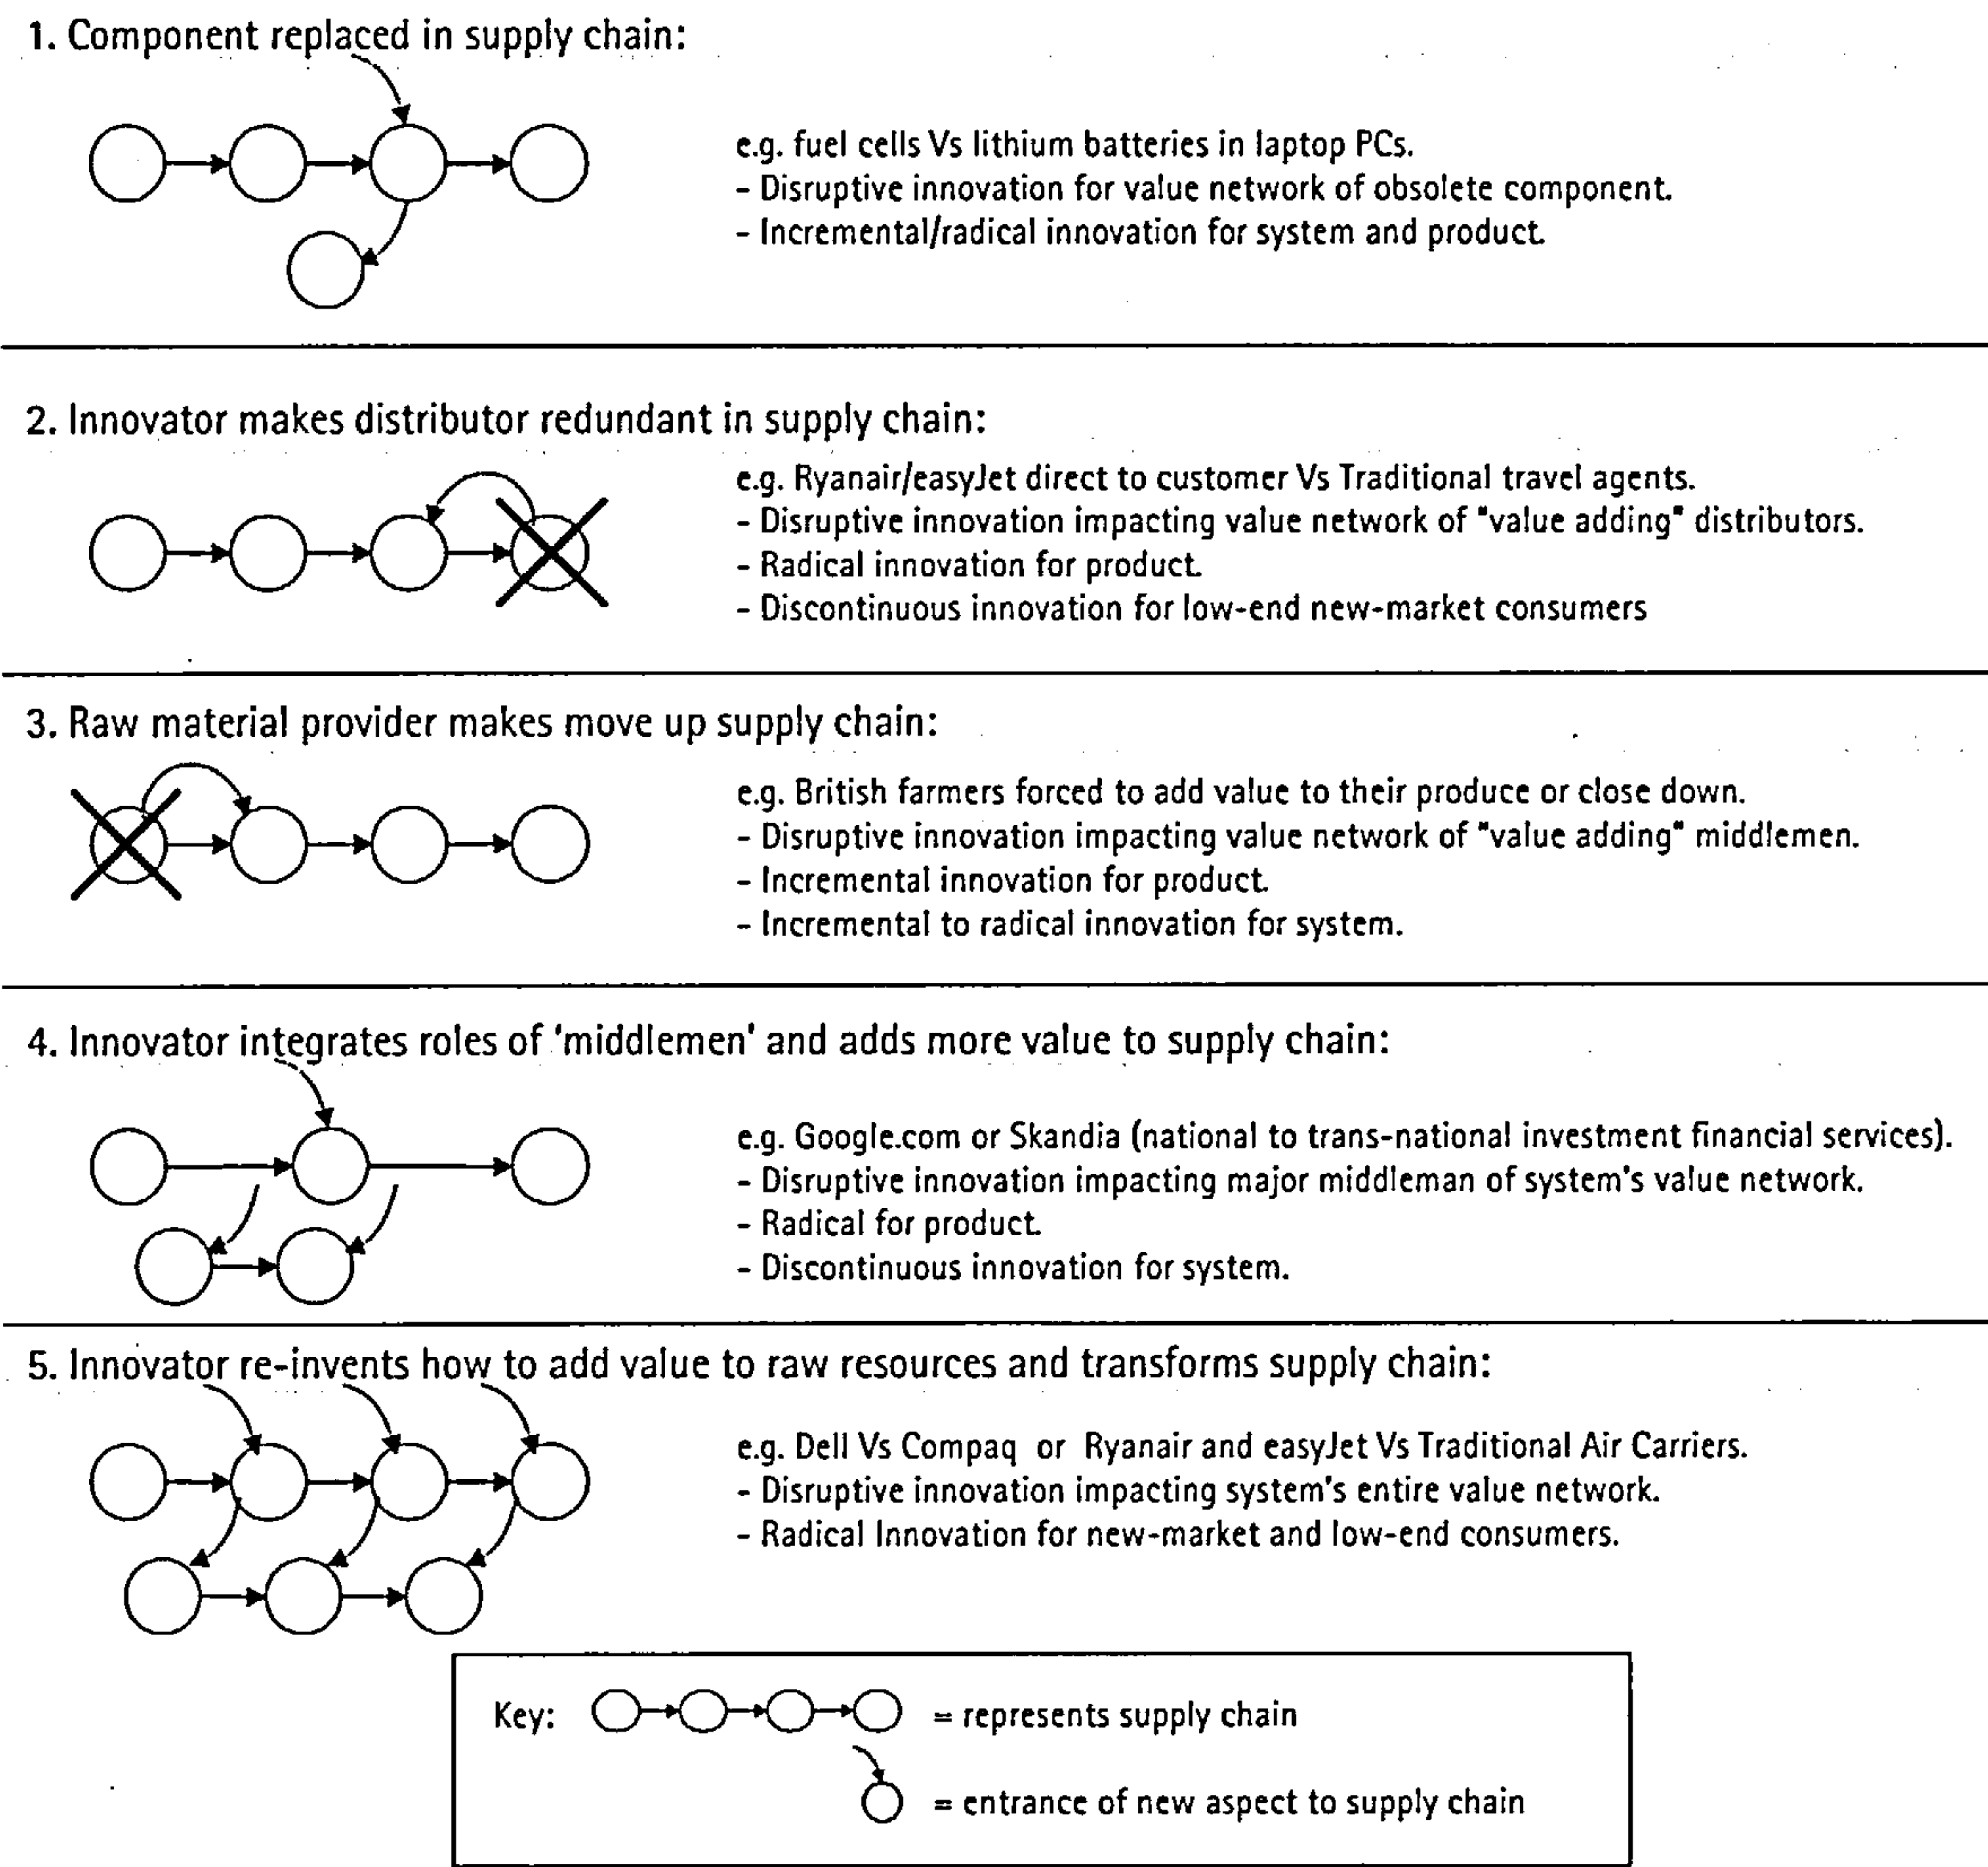 1. Component replaced in supply chain:
e.g. fuel cells Vs lithium batteries in laptop PCs.
- Disruptive innovation for value network of obsolete component.
- Incremental/radical innovation for system and product.
2. Innovator makes distributor redundant in supply chain:
e.g. Ryanair/easyJet direct to customer Vs Traditional travel agents.
- Disruptive innovation impacting value network of "value adding" distributors.
- Radical innovation for product.
- Discontinuous innovation for low-end new-market consumers
3. Raw material provider makes move up supply chain:
e.g. British farmers forced to add value to their produce or close down.
- Disruptive innovation impacting value network of "value adding" middlemen.
- Incremental innovation for product.
- Incremental to radical innovation for system.
4. Innovator integrates roles of 'middlemen' and adds more value to supply chain:
e.g. Google.com or Skandia (national to trans-national investment financial services).
- Disruptive innovation impacting major middleman of system's value network.
- Radical for product.
- Discontinuous innovation for system.
5. Innovator re-invents how to add value to raw resources and transforms supply chain:
e.g. Dell Vs Compaq or Ryanair and easyJet Vs Traditional Air Carriers.
- Disruptive innovation impacting system's entire value network.
- Radical Innovation for new-market and low-end consumers.
Key: = represents supply chain
= entrance of new aspect to supply chain